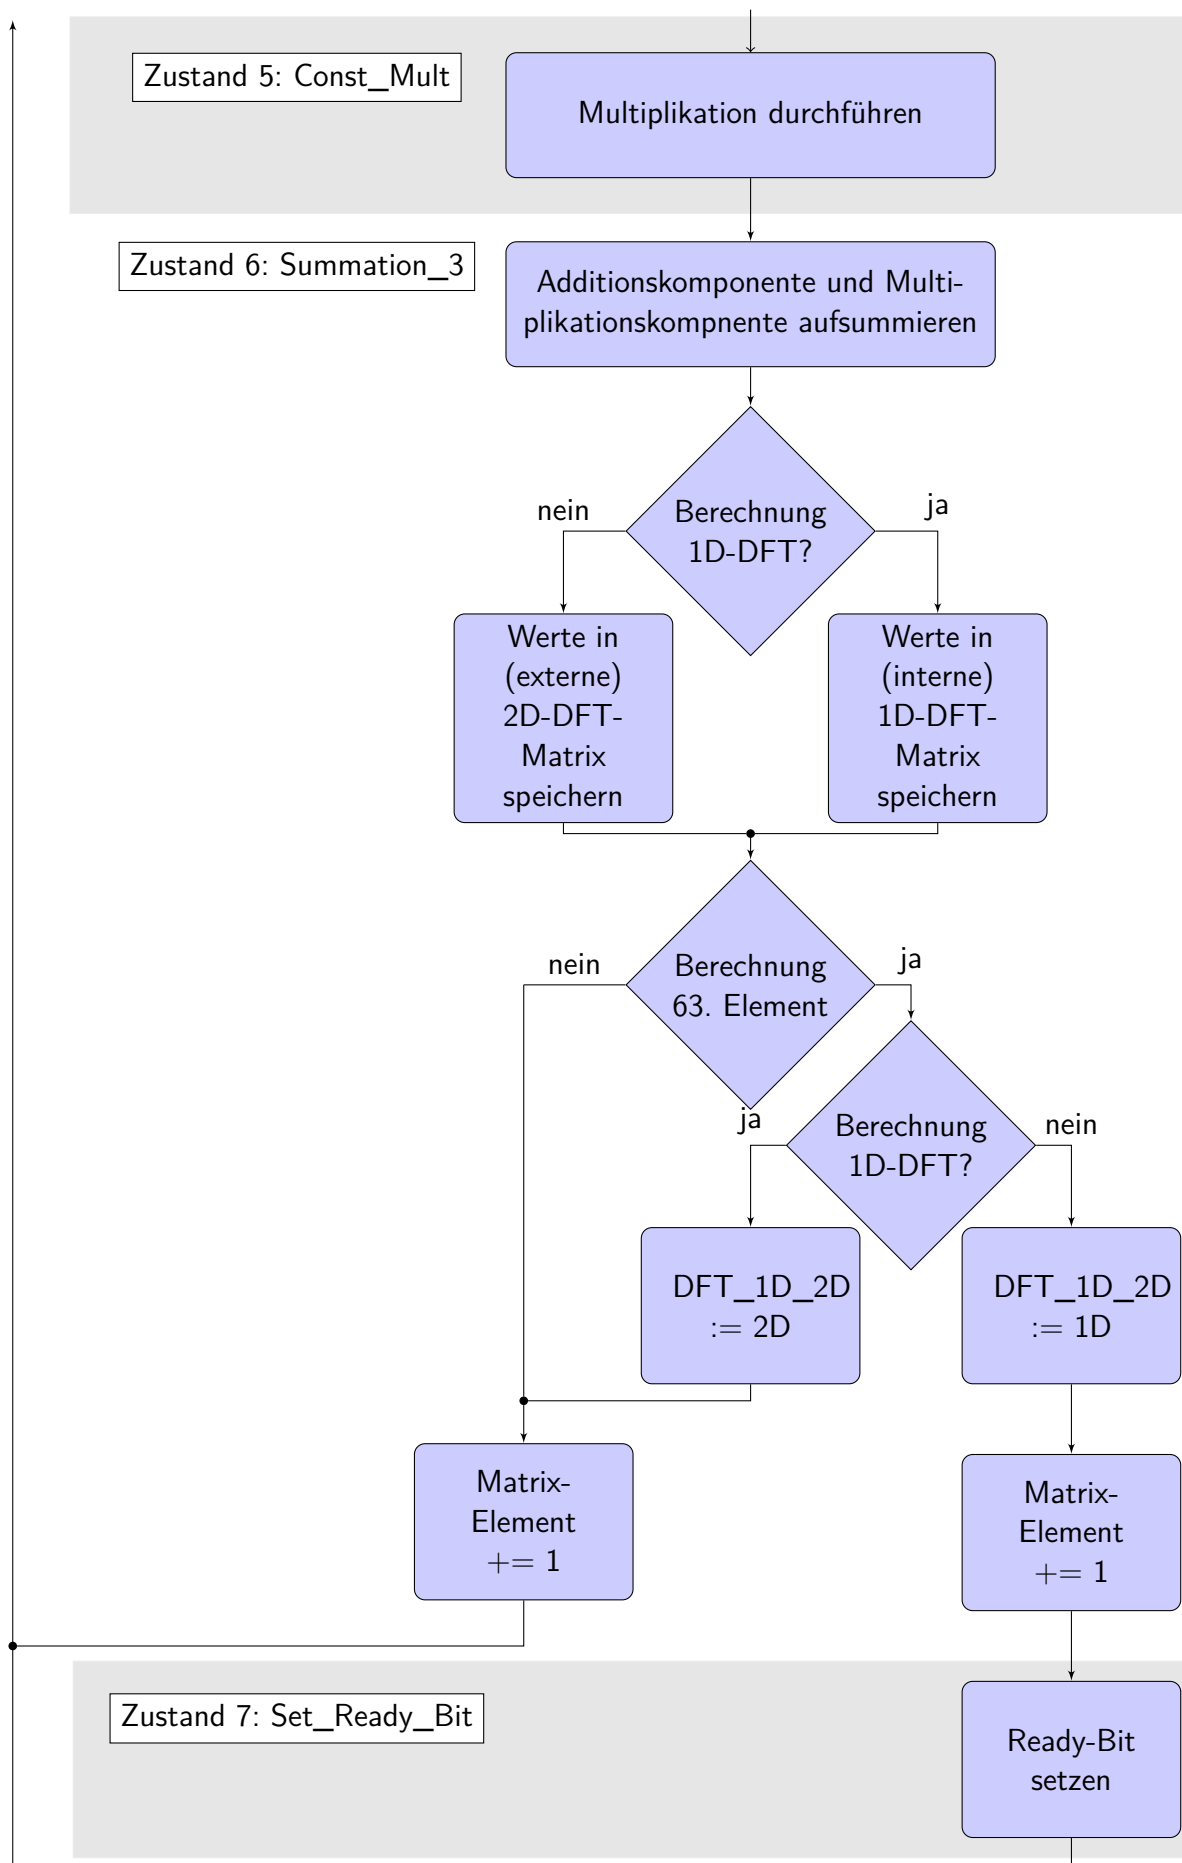 Zustand 5: Const_Mult
Multiplikation durchführen
Zustand 6: Summation_3
Additionskomponente und Multi-
plikationskompnente aufsummieren
Berechnung
1D-DFT?
nein
ja
Werte in
(externe)
2D-DFT-
Matrix
speichern
Werte in
(interne)
1D-DFT-
Matrix
speichern
Berechnung
63. Element
nein
ja
Berechnung
1D-DFT?
ja
nein
DFT_1D_2D
:= 2D
DFT_1D_2D
:= 1D
Matrix-
Element
+= 1
Matrix-
Element
+= 1
Zustand 7: Set_Ready_Bit
Ready-Bit
setzen